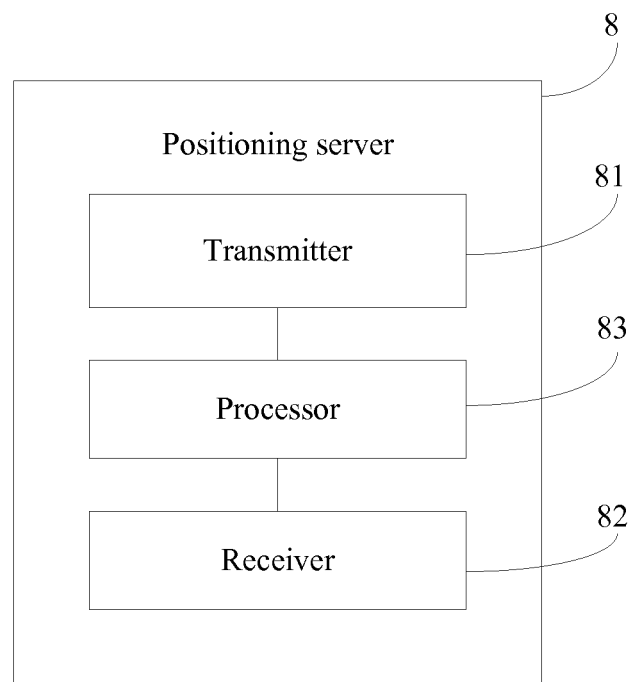 8
Positioning server
81
Transmitter
83
Processor
82
Receiver